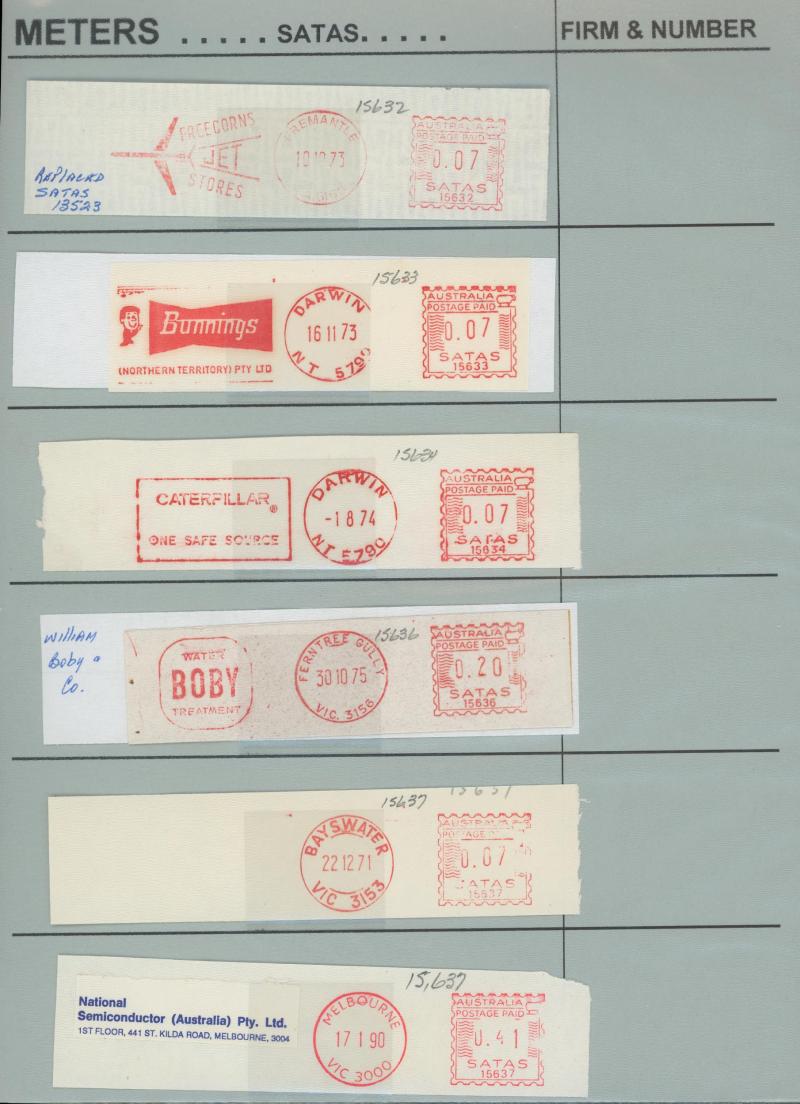 METERS ..... SATAS.....
FIRM & NUMBER
15632
FREECORNS
JET
STORES
FREMANTLE
10 10 73
AUSTRALIA
POSTAGE PAID
0.07
SATAS
15632
REPLACED
SATAS
13523
15633
Bunnings
(NORTHERN TERRITORY) PTY LTD
DARWIN
16 11 73
NT 5790
AUSTRALIA
POSTAGE PAID
0.07
SATAS
15633
15634
CATERPILLAR®
ONE SAFE SOURCE
DARWIN
-1 8 74
NT 5790
AUSTRALIA
POSTAGE PAID
0.07
SATAS
15634
William
Boby &
Co.
15636
WATER
BOBY
TREATMENT
FERNTREE GULLY
30 10 75
VIC. 3156
AUSTRALIA
POSTAGE PAID
0.20
SATAS
15636
15637
15637
BAYSWATER
22 12 71
VIC 3153
AUSTRALIA
POSTAGE PAID
0.07
SATAS
15637
15,637
National
Semiconductor (Australia) Pty. Ltd.
1ST FLOOR, 441 ST. KILDA ROAD, MELBOURNE, 3004
MELBOURNE
17 1 90
VIC 3000
AUSTRALIA
POSTAGE PAID
0.41
SATAS
15637